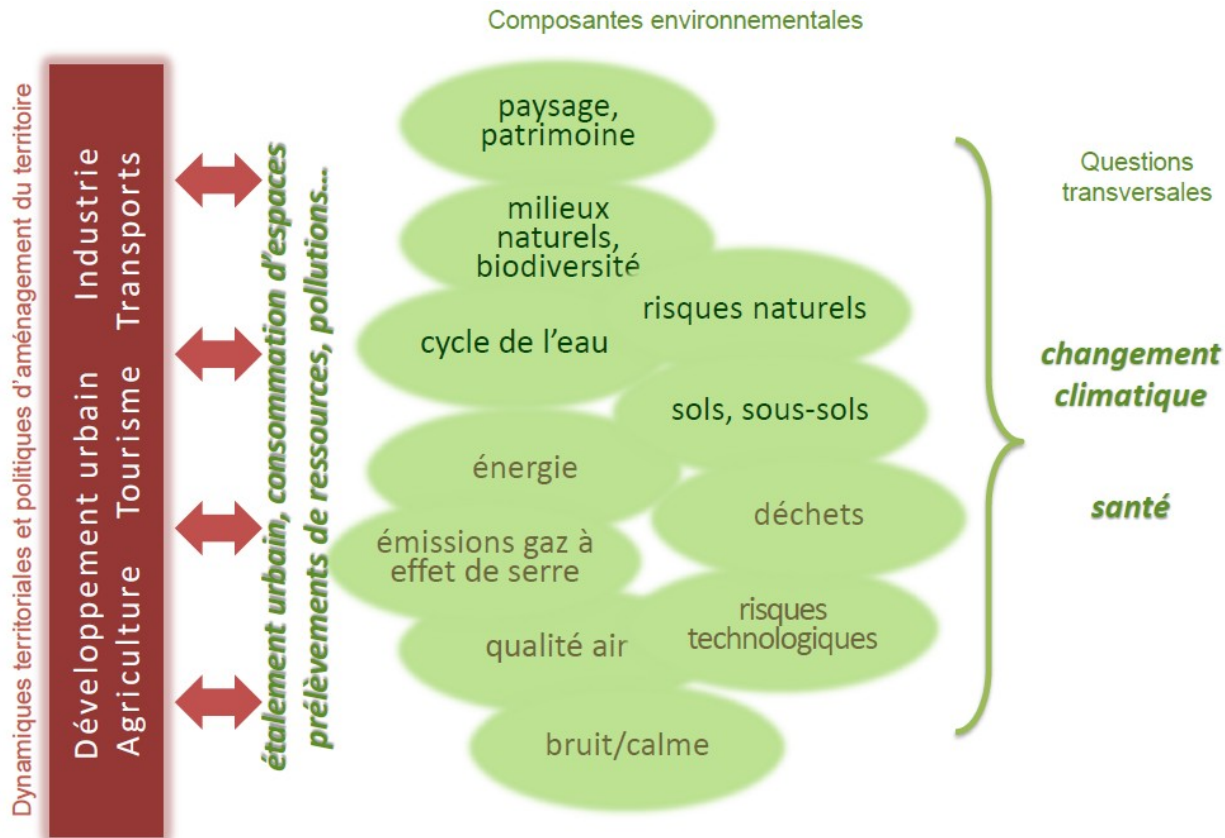 Composantes environnementales
Dynamiques territoriales et politiques d'aménagement du territoire
Développement urbain Industrie
Agriculture Tourisme Transports
étalement urbain, consommation d'espaces
prélèvements de ressources, pollutions...
paysage,
patrimoine
milieux
naturels,
biodiversité
risques naturels
cycle de l'eau
sols, sous-sols
énergie
déchets
émissions gaz à
effet de serre
risques
technologiques
qualité air
bruit/calme
Questions
transversales
changement
climatique
santé